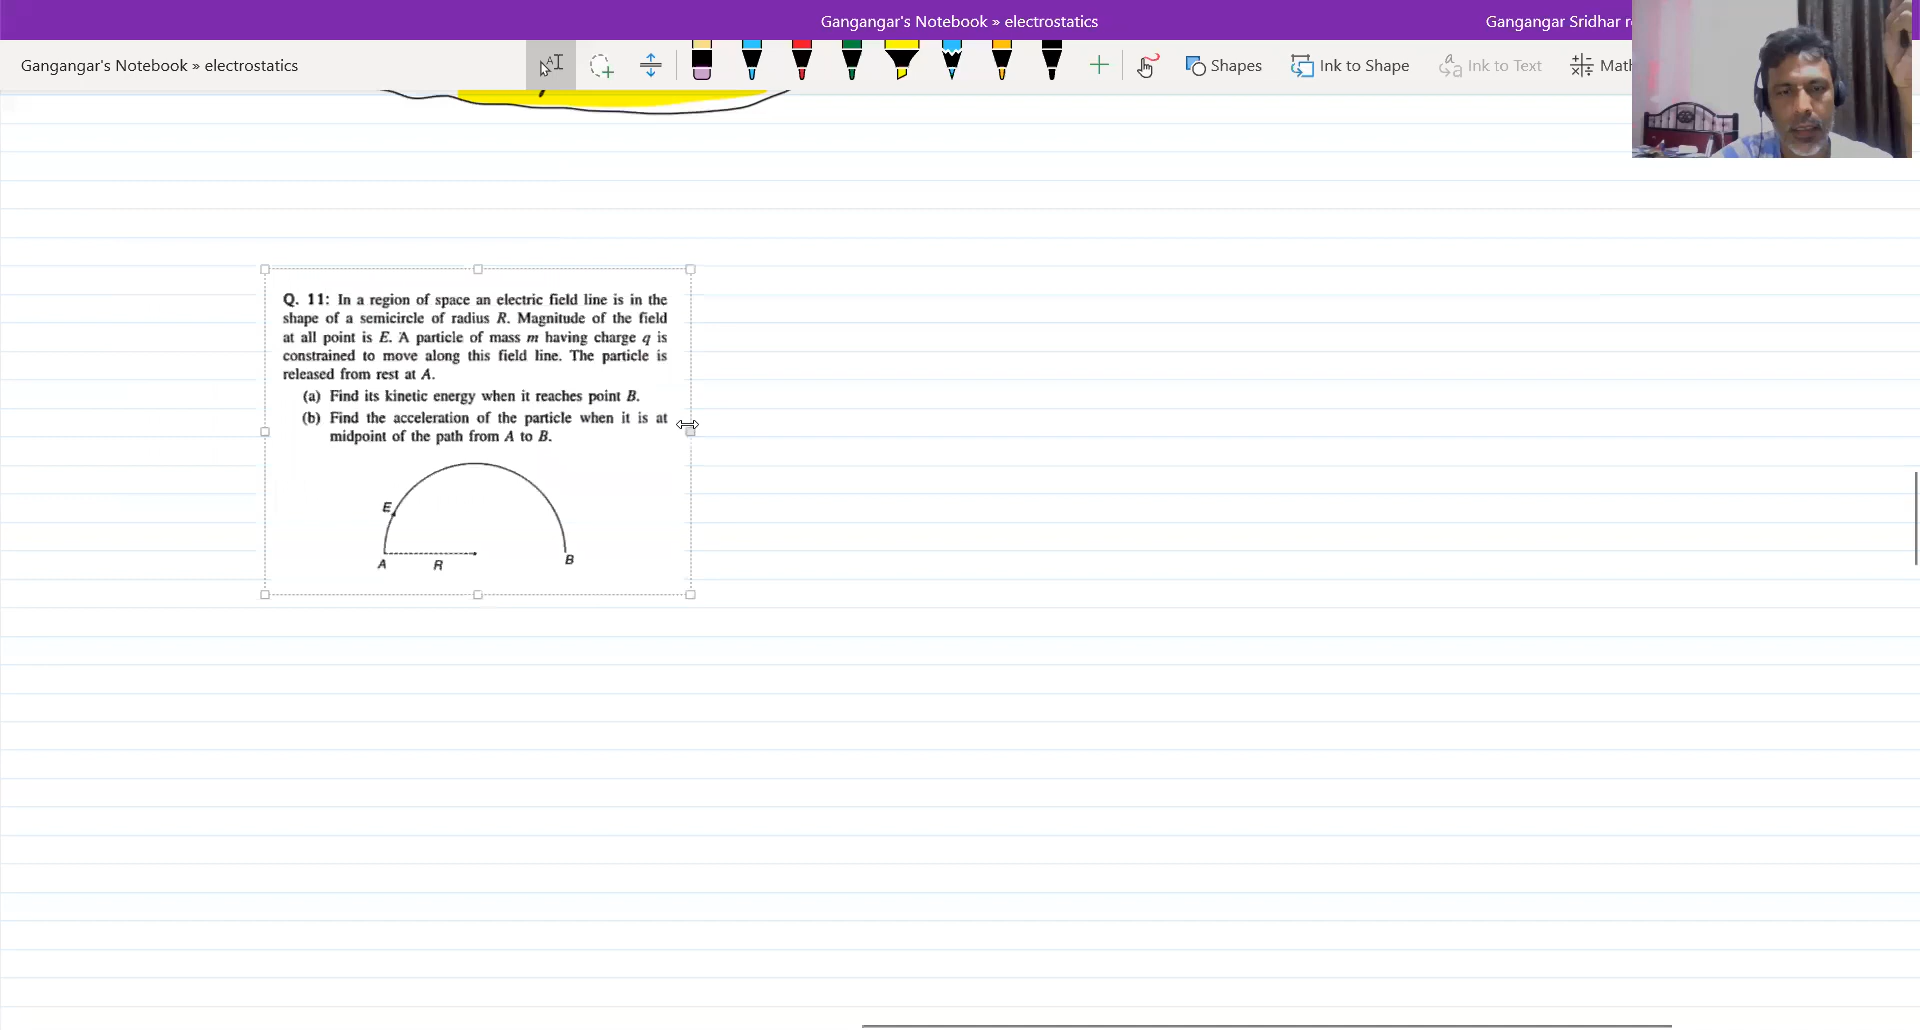 Gangangar's Notebook » electrostatics
Gangangar Sridhar r
Gangangar's Notebook » electrostatics
Shapes
Ink to Shape
Ink to Text
Math
Q. 11: In a region of space an electric field line is in the
shape of a semicircle of radius R. Magnitude of the field
at all point is E. A particle of mass m having charge q is
constrained to move along this field line. The particle is
released from rest at A.
(a) Find its kinetic energy when it reaches point B.
(b) Find the acceleration of the particle when it is at
midpoint of the path from A to B.
E
A
R
B